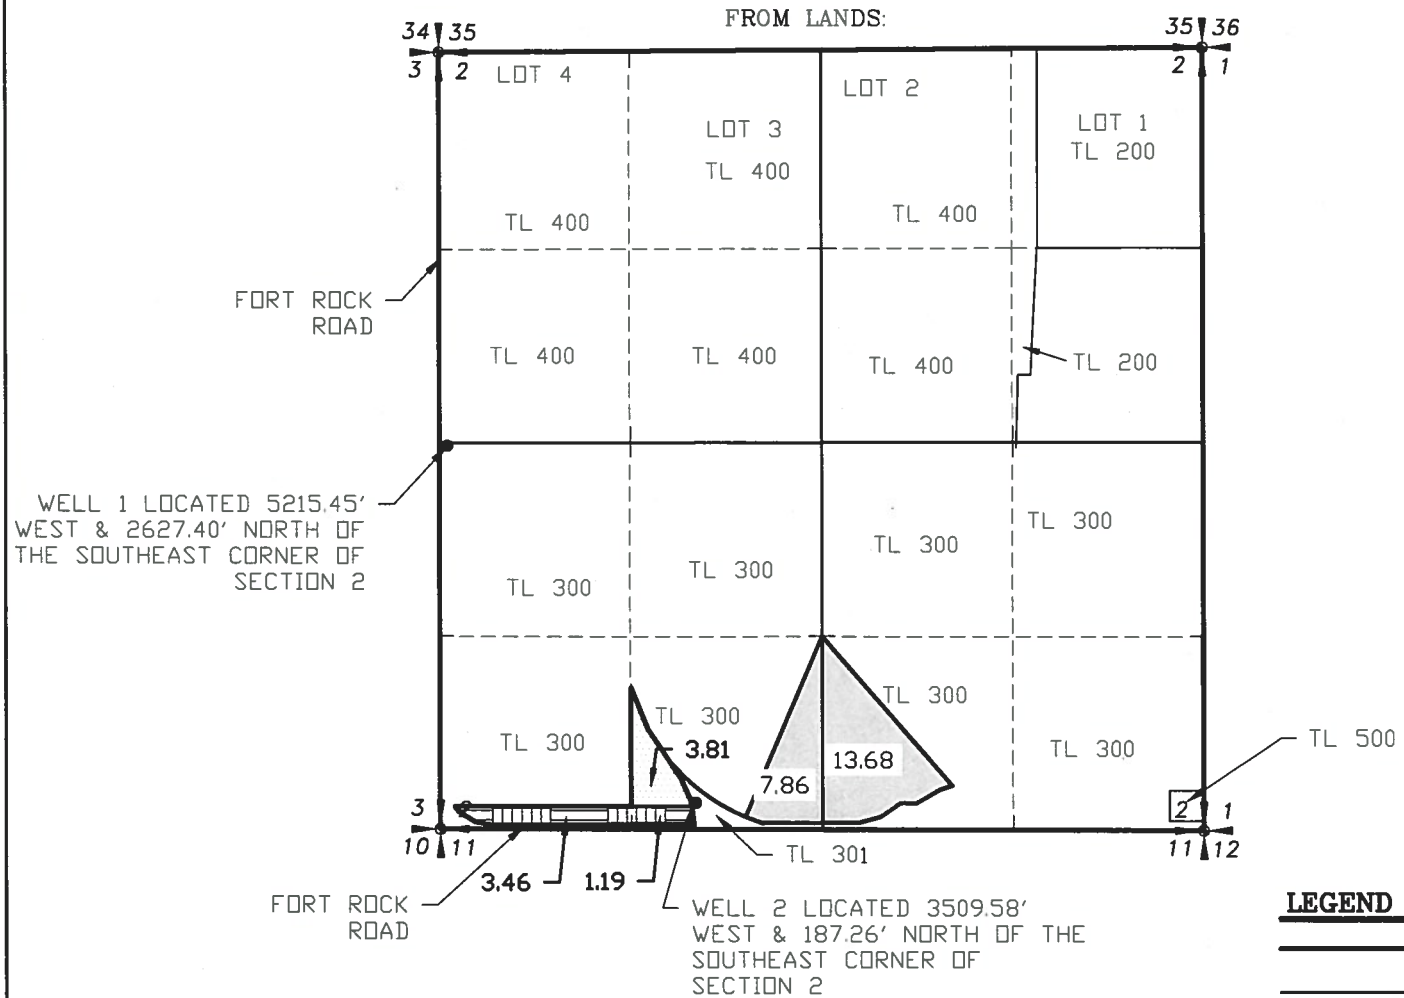 FROM LANDS:
34 35
35 36
3 2
2 1
LOT 4
LOT 2
LOT 3
TL 400
LOT 1
TL 200
TL 400
TL 400
FORT ROCK
ROAD
TL 400
TL 400
TL 400
TL 200
WELL 1 LOCATED 5215.45'
WEST & 2627.40' NORTH OF
THE SOUTHEAST CORNER OF
SECTION 2
TL 300
TL 300
TL 300
TL 300
TL 300
TL 300
TL 300
TL 300
3.81
7.86
13.68
TL 500
3
2
1
10 11
11 12
TL 301
3.46
1.19
FORT ROCK
ROAD
WELL 2 LOCATED 3509.58'
WEST & 187.26' NORTH OF THE
SOUTHEAST CORNER OF
SECTION 2
LEGEND